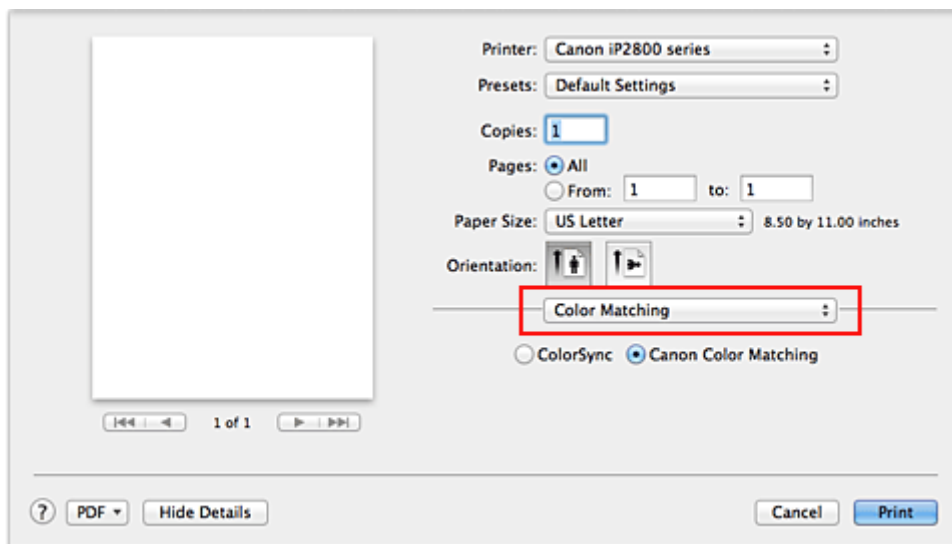 Printer: Canon iP2800 series
Presets: Default Settings
Copies: 1
Pages: All
From: 1 to: 1
Paper Size: US Letter 8.50 by 11.00 inches
Orientation:
Color Matching
ColorSync Canon Color Matching
1 of 1
? PDF Hide Details Cancel Print